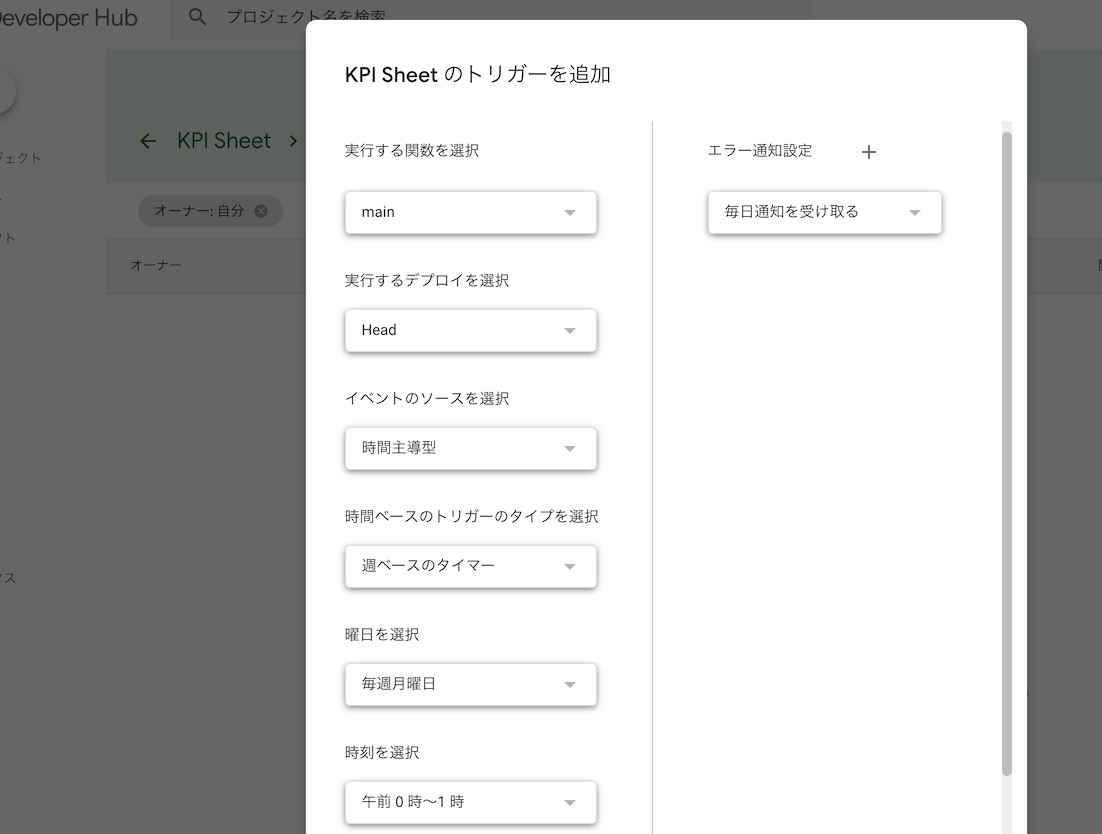 Developer Hub
プロジェクト名を検索
KPI Sheet のトリガーを追加
KPI Sheet
ジェクト
オーナー: 自分
オーナー
実行する関数を選択
main
実行するデプロイを選択
Head
イベントのソースを選択
時間主導型
時間ベースのトリガーのタイプを選択
週ベースのタイマー
曜日を選択
毎週月曜日
時刻を選択
午前 0 時～1 時
エラー通知設定
毎日通知を受け取る